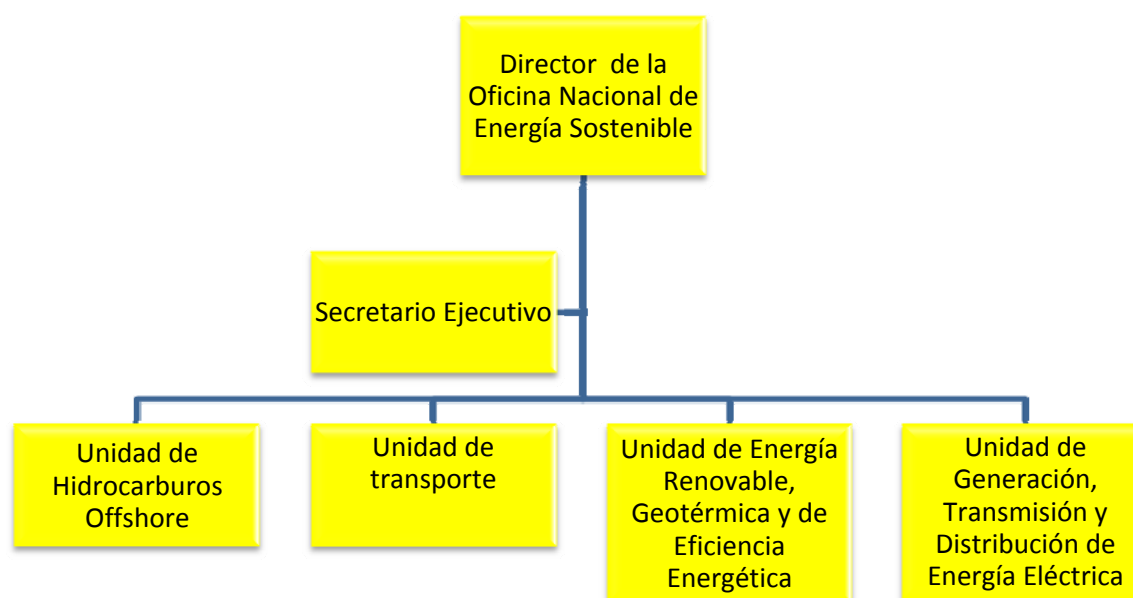 Director de la
Oficina Nacional de
Energía Sostenible
Secretario Ejecutivo
Unidad de
Hidrocarburos
Offshore
Unidad de
transporte
Unidad de Energía
Renovable,
Geotérmica y de
Eficiencia
Energética
Unidad de
Generación,
Transmisión y
Distribución de
Energía Eléctrica